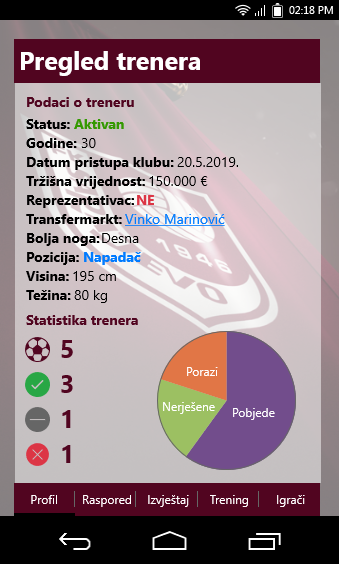 02:18 PM
Pregled trenera
Podaci o treneru
Status: Aktivan
Godine: 30
Datum pristupa klubu: 20.5.2019.
Tržišna vrijednost: 150.000 €
Reprezentativac: NE
Transfermarkt: Vinko Marinović
Bolja noga: Desna
Pozicija: Napadač
Visina: 195 cm
Težina: 80 kg
Statistika trenera
5
3
1
1
Porazi
Nerješene
Pobjede
Profil Raspored Izvještaj Trening Igrači
1946
EVO